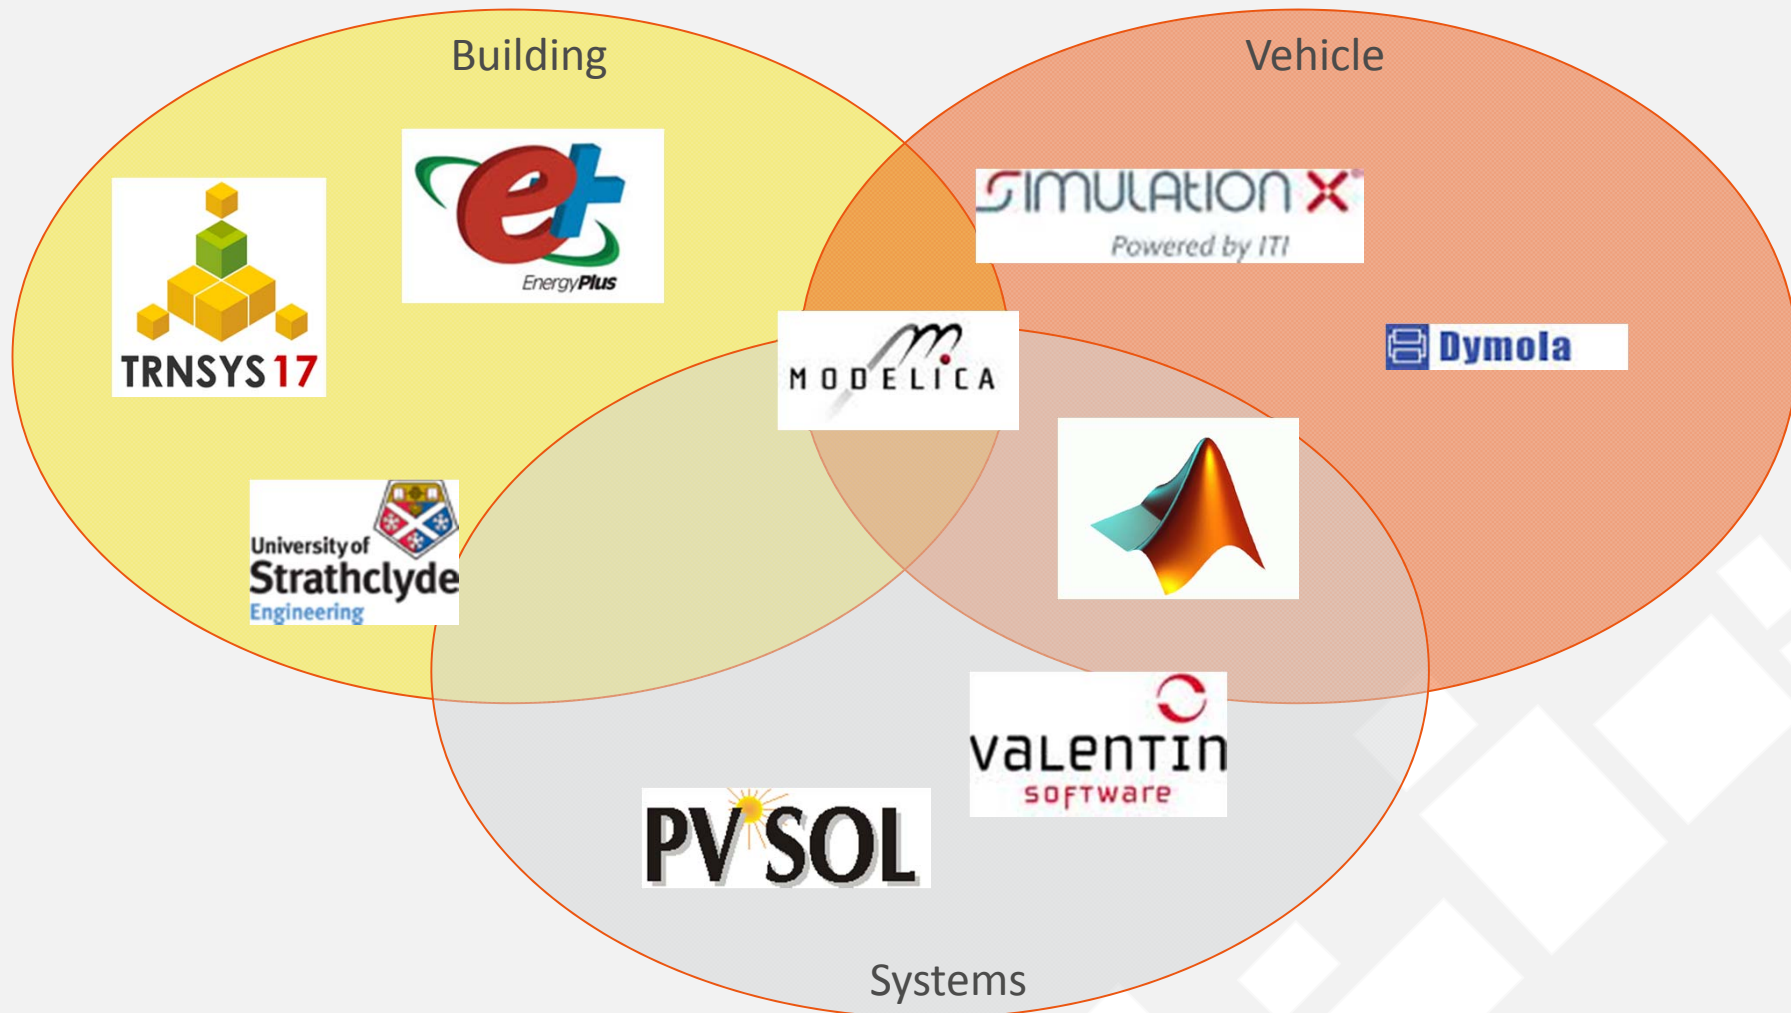 Building
Vehicle
e+
EnergyPlus
TRNSYS 17
SIMULATION X
Powered by ITI
MODELICA
Dymola
University of
Strathclyde
Engineering
valentin
software
PV SOL
Systems